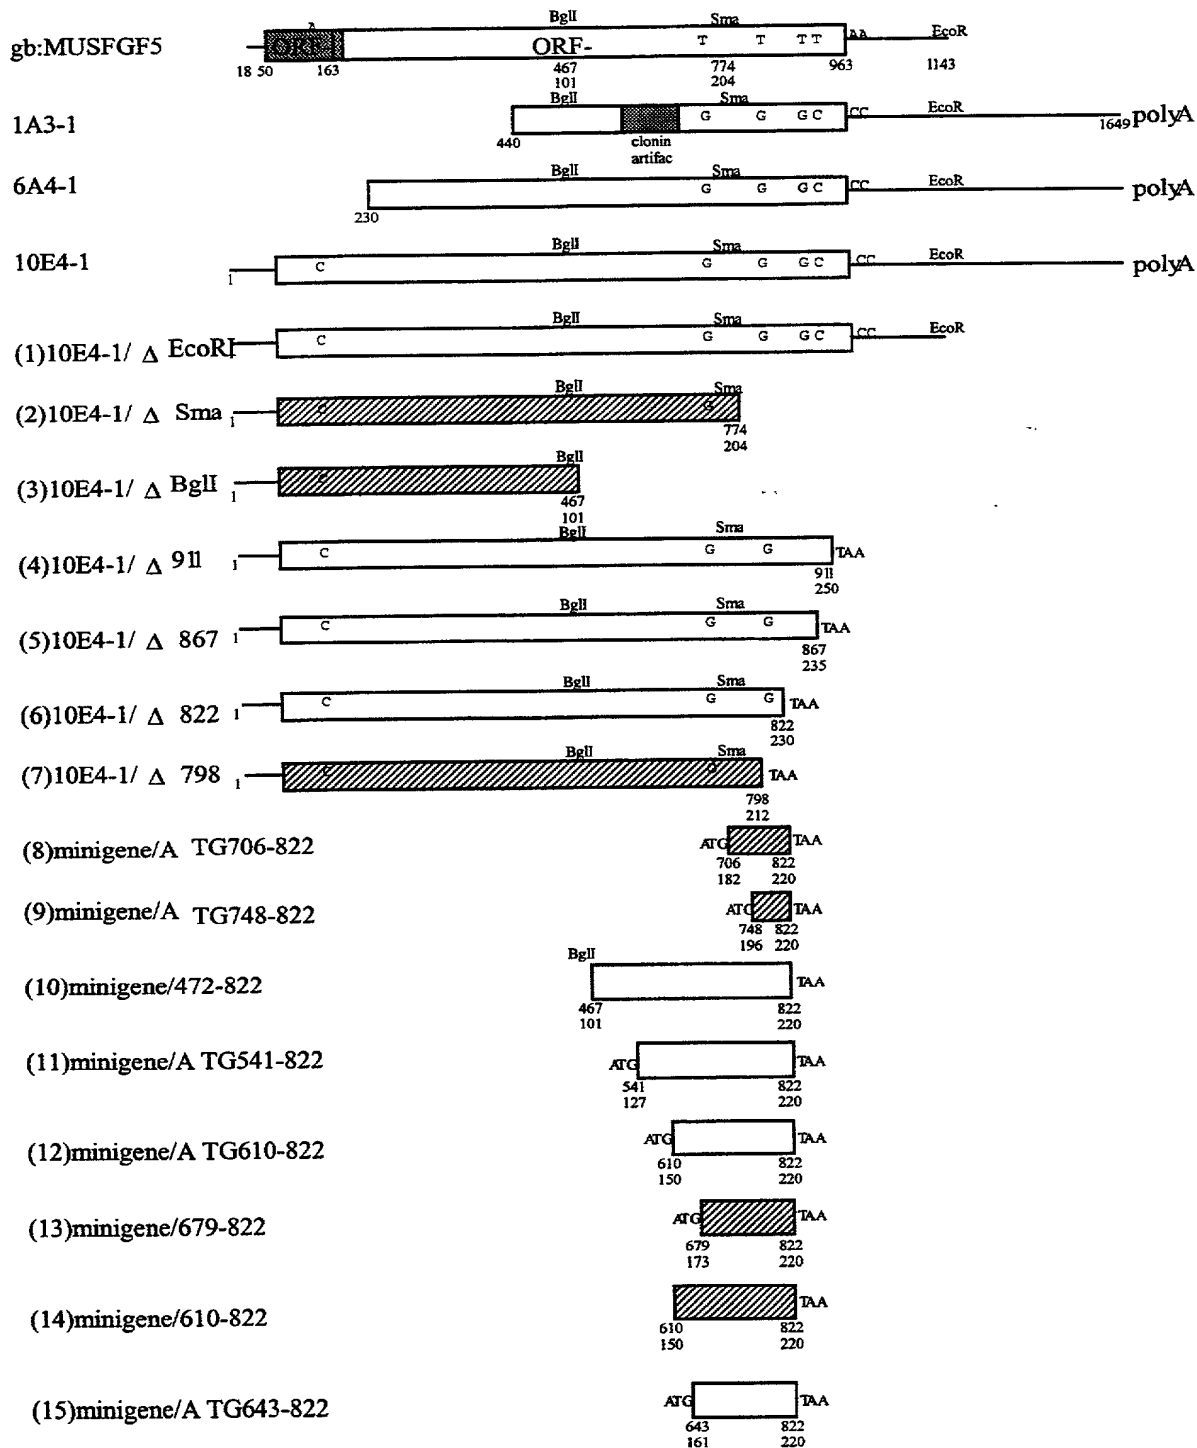 BglI Sma
A
gb:MUSFGF5 ORF- ORF- T T T T AA EcoR
18 50 163 467 774 963 1143
101 204
BglI Sma EcoR
1A3-1 G G G C CC 1649 polyA
440 clonin
artifac
BglI Sma EcoR
6A4-1 G G G C CC polyA
230
BglI Sma EcoR
10E4-1 1 C G G G C CC polyA
BglI Sma EcoR
(1)10E4-1/ Δ EcoRI C G G G C CC
BglI Sma
(2)10E4-1/ Δ Sma 1 C G
774
204
BglI
(3)10E4-1/ Δ BglI 1 C
467
101
BglI Sma
(4)10E4-1/ Δ 911 1 C G G TAA
911
250
BglI Sma
(5)10E4-1/ Δ 867 1 C G G TAA
867
235
BglI Sma
(6)10E4-1/ Δ 822 1 C G G TAA
822
230
BglI Sma
(7)10E4-1/ Δ 798 1 C G TAA
798
212
(8)minigene/A TG706-822 ATG TAA
706 822
182 220
(9)minigene/A TG748-822 ATG TAA
748 822
196 220
BglI
(10)minigene/472-822 TAA
467 822
101 220
(11)minigene/A TG541-822 ATG TAA
541 822
127 220
(12)minigene/A TG610-822 ATG TAA
610 822
150 220
(13)minigene/679-822 ATG TAA
679 822
173 220
(14)minigene/610-822 TAA
610 822
150 220
(15)minigene/A TG643-822 ATG TAA
643 822
161 220